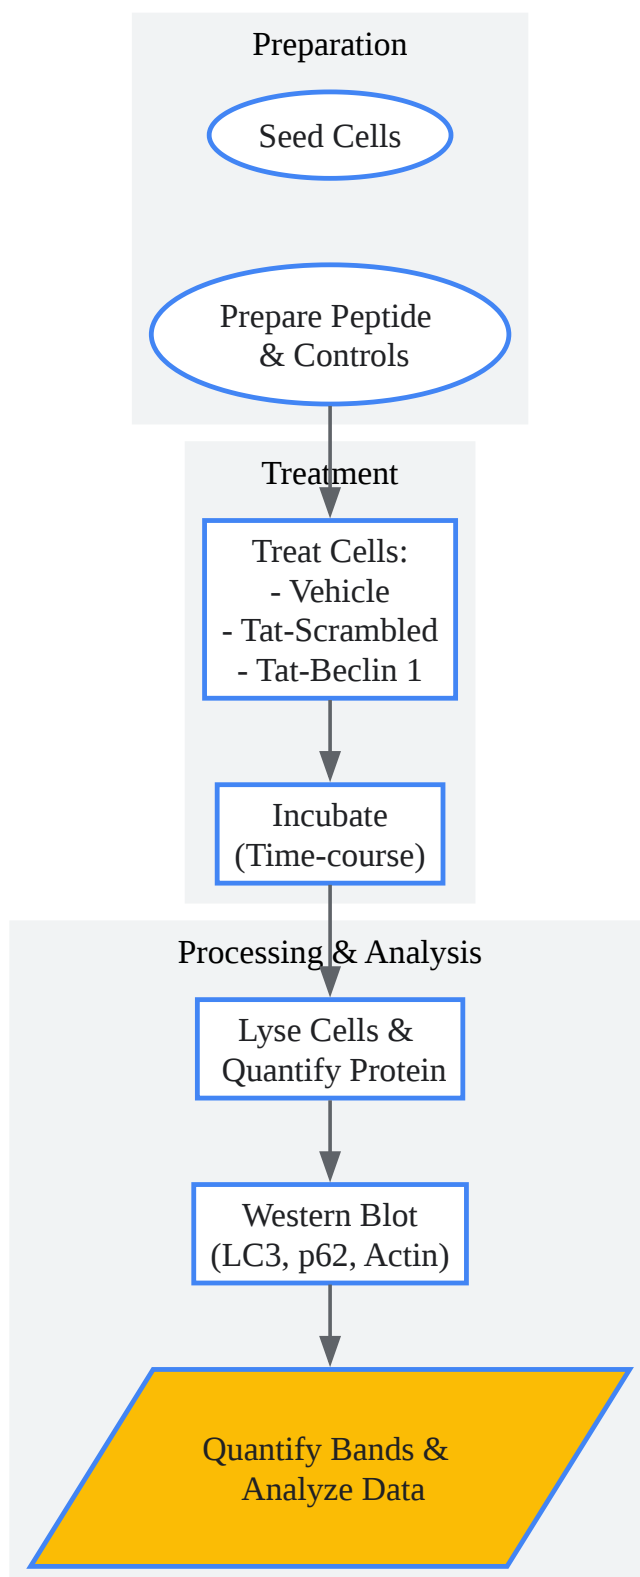 Preparation
Seed Cells
Prepare Peptide
& Controls
Treatment
Treat Cells:
- Vehicle
- Tat-Scrambled
- Tat-Beclin 1
Incubate
(Time-course)
Processing & Analysis
Lyse Cells &
Quantify Protein
Western Blot
(LC3, p62, Actin)
Quantify Bands &
Analyze Data